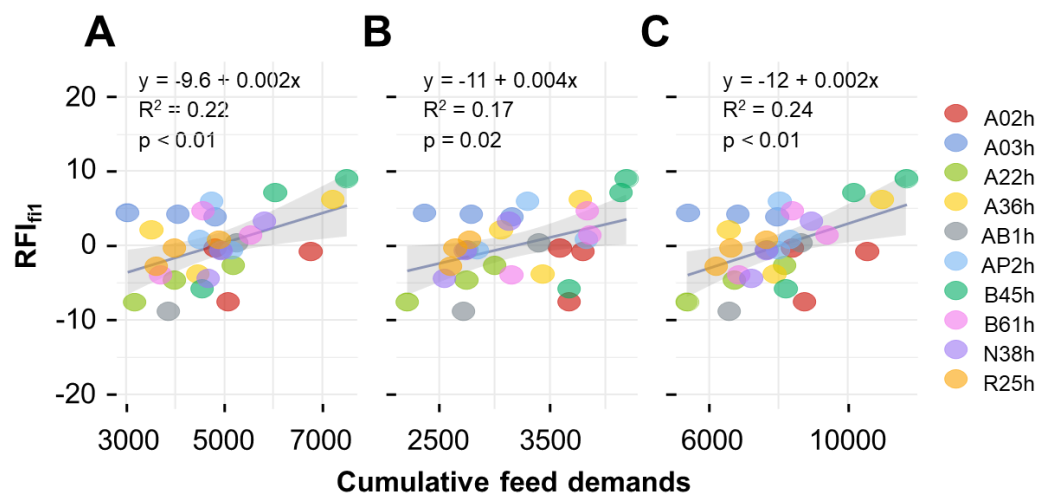 A
B
C
y = -9.6 + 0.002x
R² = 0.22
p < 0.01
y = -11 + 0.004x
R² = 0.17
p = 0.02
y = -12 + 0.002x
R² = 0.24
p < 0.01
RFI fi1
20
10
0
-10
-20
3000 5000 7000
2500 3500
6000 10000
Cumulative feed demands
A02h
A03h
A22h
A36h
AB1h
AP2h
B45h
B61h
N38h
R25h